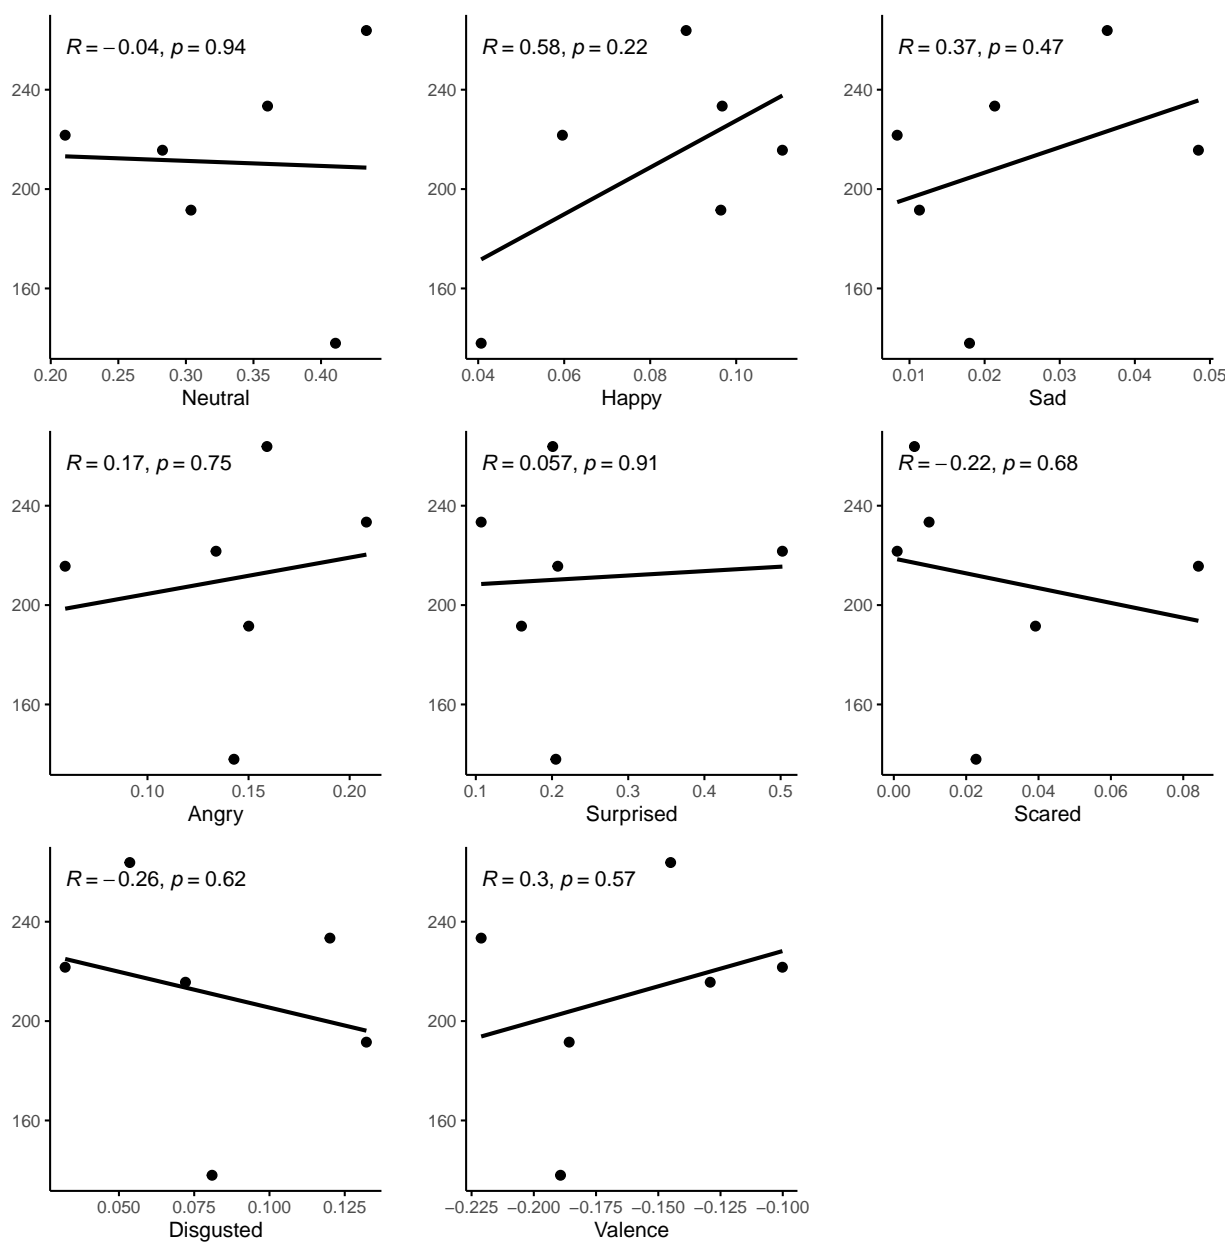 R = −0.04, p = 0.94
240
200
160
0.20 0.25 0.30 0.35 0.40
Neutral
R = 0.58, p = 0.22
240
200
160
0.04 0.06 0.08 0.10
Happy
R = 0.37, p = 0.47
240
200
160
0.01 0.02 0.03 0.04 0.05
Sad
R = 0.17, p = 0.75
240
200
160
0.10 0.15 0.20
Angry
R = 0.057, p = 0.91
240
200
160
0.1 0.2 0.3 0.4 0.5
Surprised
R = −0.22, p = 0.68
240
200
160
0.00 0.02 0.04 0.06 0.08
Scared
R = −0.26, p = 0.62
240
200
160
0.050 0.075 0.100 0.125
Disgusted
R = 0.3, p = 0.57
240
200
160
−0.225 −0.200 −0.175 −0.150 −0.125 −0.100
Valence